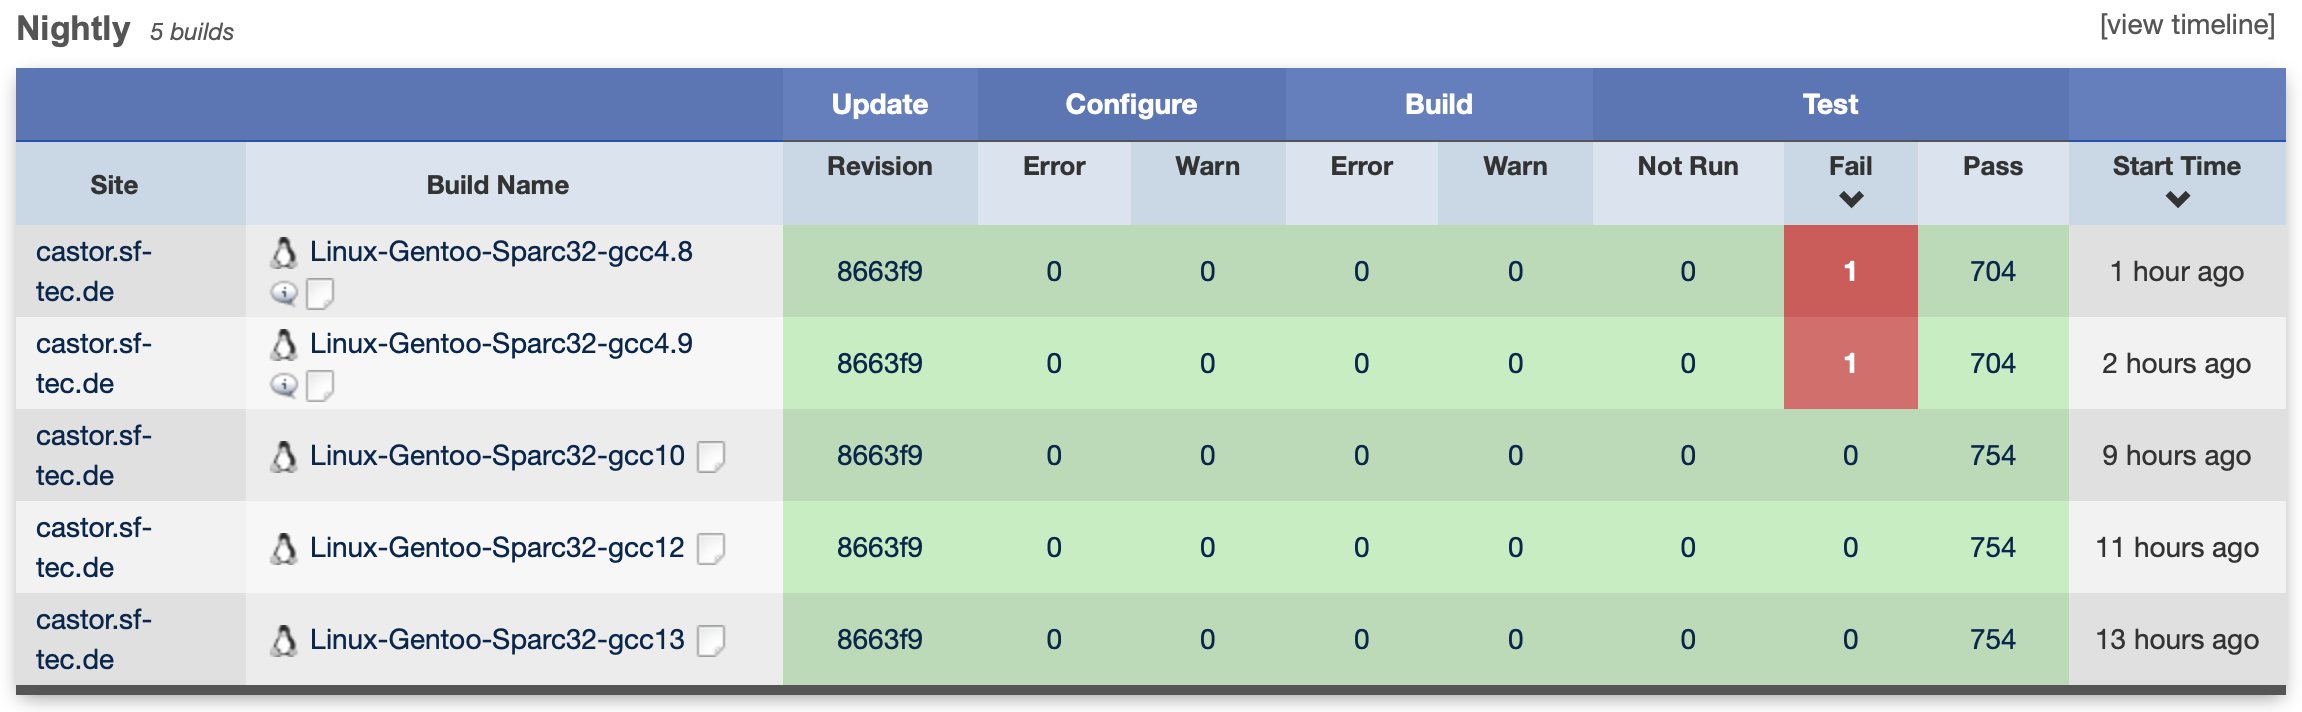 Nightly 5 builds [view timeline]
Update Configure Build Test
Site Build Name Revision Error Warn Error Warn Not Run Fail Pass Start Time
castor.sf-tec.de Linux-Gentoo-Sparc32-gcc4.8 8663f9 0 0 0 0 0 1 704 1 hour ago
castor.sf-tec.de Linux-Gentoo-Sparc32-gcc4.9 8663f9 0 0 0 0 0 1 704 2 hours ago
castor.sf-tec.de Linux-Gentoo-Sparc32-gcc10 8663f9 0 0 0 0 0 0 754 9 hours ago
castor.sf-tec.de Linux-Gentoo-Sparc32-gcc12 8663f9 0 0 0 0 0 0 754 11 hours ago
castor.sf-tec.de Linux-Gentoo-Sparc32-gcc13 8663f9 0 0 0 0 0 0 754 13 hours ago